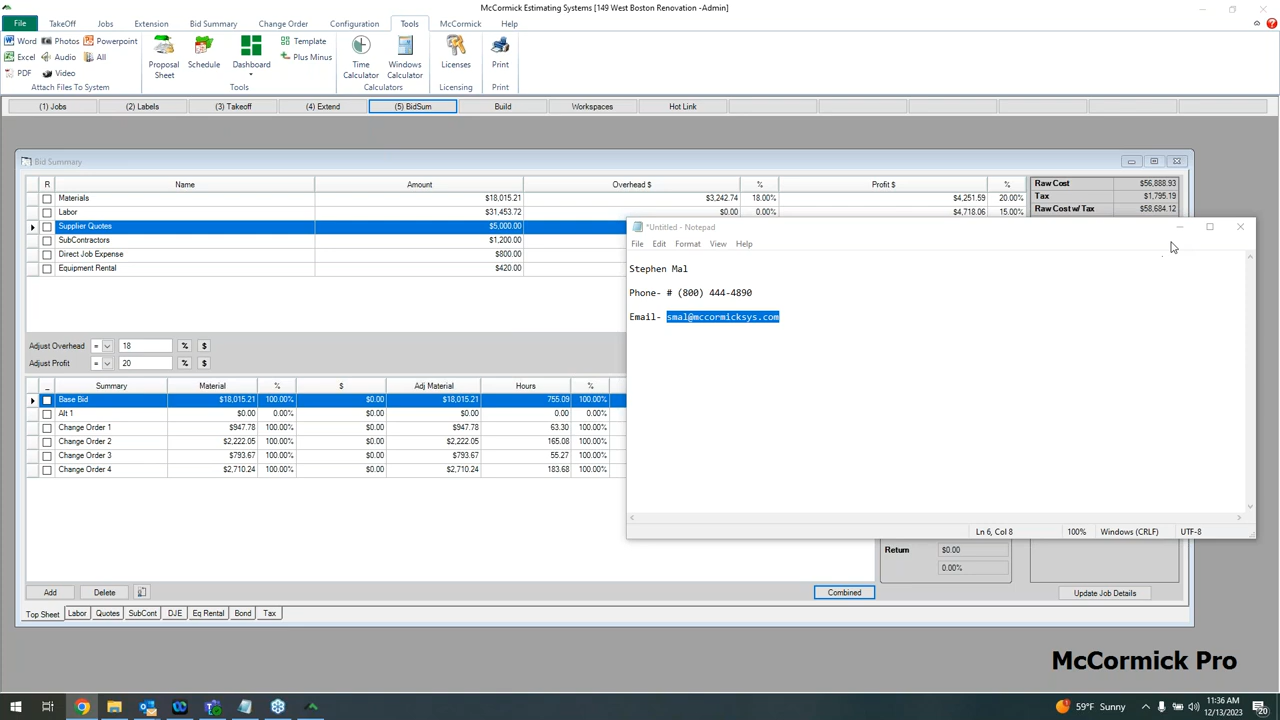 McCormick Estimating Systems [149 West Boston Renovation -Admin]
File TakeOff Jobs Extension Bid Summary Change Order Configuration Tools McCormick Help
Word Photos Powerpoint
Excel Audio All
PDF Video
Attach Files To System
Proposal Sheet Schedule Dashboard Template Plus Minus
Tools
Time Calculator Windows Calculator
Calculators
Licenses
Licensing
Print
Print
(1) Jobs (2) Labels (3) Takeoff (4) Extend (5) BidSum Build Workspaces Hot Link
Bid Summary
R Name Amount Overhead $ % Profit $ %
Materials $18,015.21 $3,242.74 18.00% $4,251.59 20.00%
Labor $31,453.72 $0.00 0.00% $4,718.06 15.00%
Supplier Quotes $5,000.00
SubContractors $1,200.00
Direct Job Expense $800.00
Equipment Rental $420.00
Raw Cost $56,888.93
Tax $1,795.19
Raw Cost w/Tax $58,684.12
*Untitled - Notepad
File Edit Format View Help
Stephen Mal
Phone- # (800) 444-4890
Email- smal@mccormicksys.com
Ln 6, Col 8 100% Windows (CRLF) UTF-8
Adjust Overhead = 18 % $
Adjust Profit = 20 % $
_ Summary Material % $ Adj Material Hours %
Base Bid $18,015.21 100.00% $0.00 $18,015.21 755.09 100.00%
Alt 1 $0.00 0.00% $0.00 $0.00 0.00 0.00%
Change Order 1 $947.78 100.00% $0.00 $947.78 63.30 100.00%
Change Order 2 $2,222.05 100.00% $0.00 $2,222.05 165.08 100.00%
Change Order 3 $793.67 100.00% $0.00 $793.67 55.27 100.00%
Change Order 4 $2,710.24 100.00% $0.00 $2,710.24 183.68 100.00%
Return $0.00
0.00%
Add Delete Combined Update Job Details
Top Sheet Labor Quotes SubCont DJE Eq Rental Bond Tax
McCormick Pro
59°F Sunny
11:36 AM
12/13/2023
20